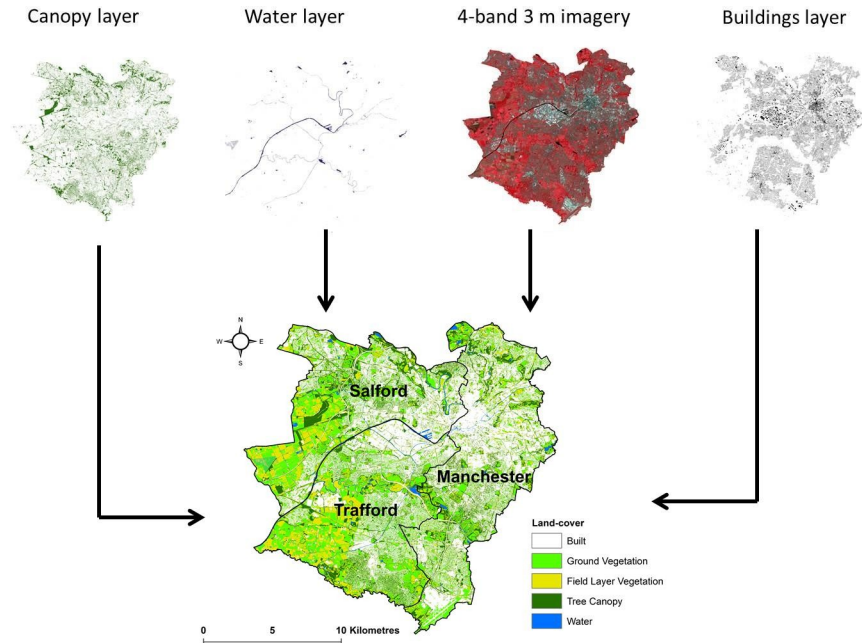 Canopy layer
Water layer
4-band 3 m imagery
Buildings layer
N
W E
S
Salford
Manchester
Trafford
Land-cover
Built
Ground Vegetation
Field Layer Vegetation
Tree Canopy
Water
0 5 10 Kilometres